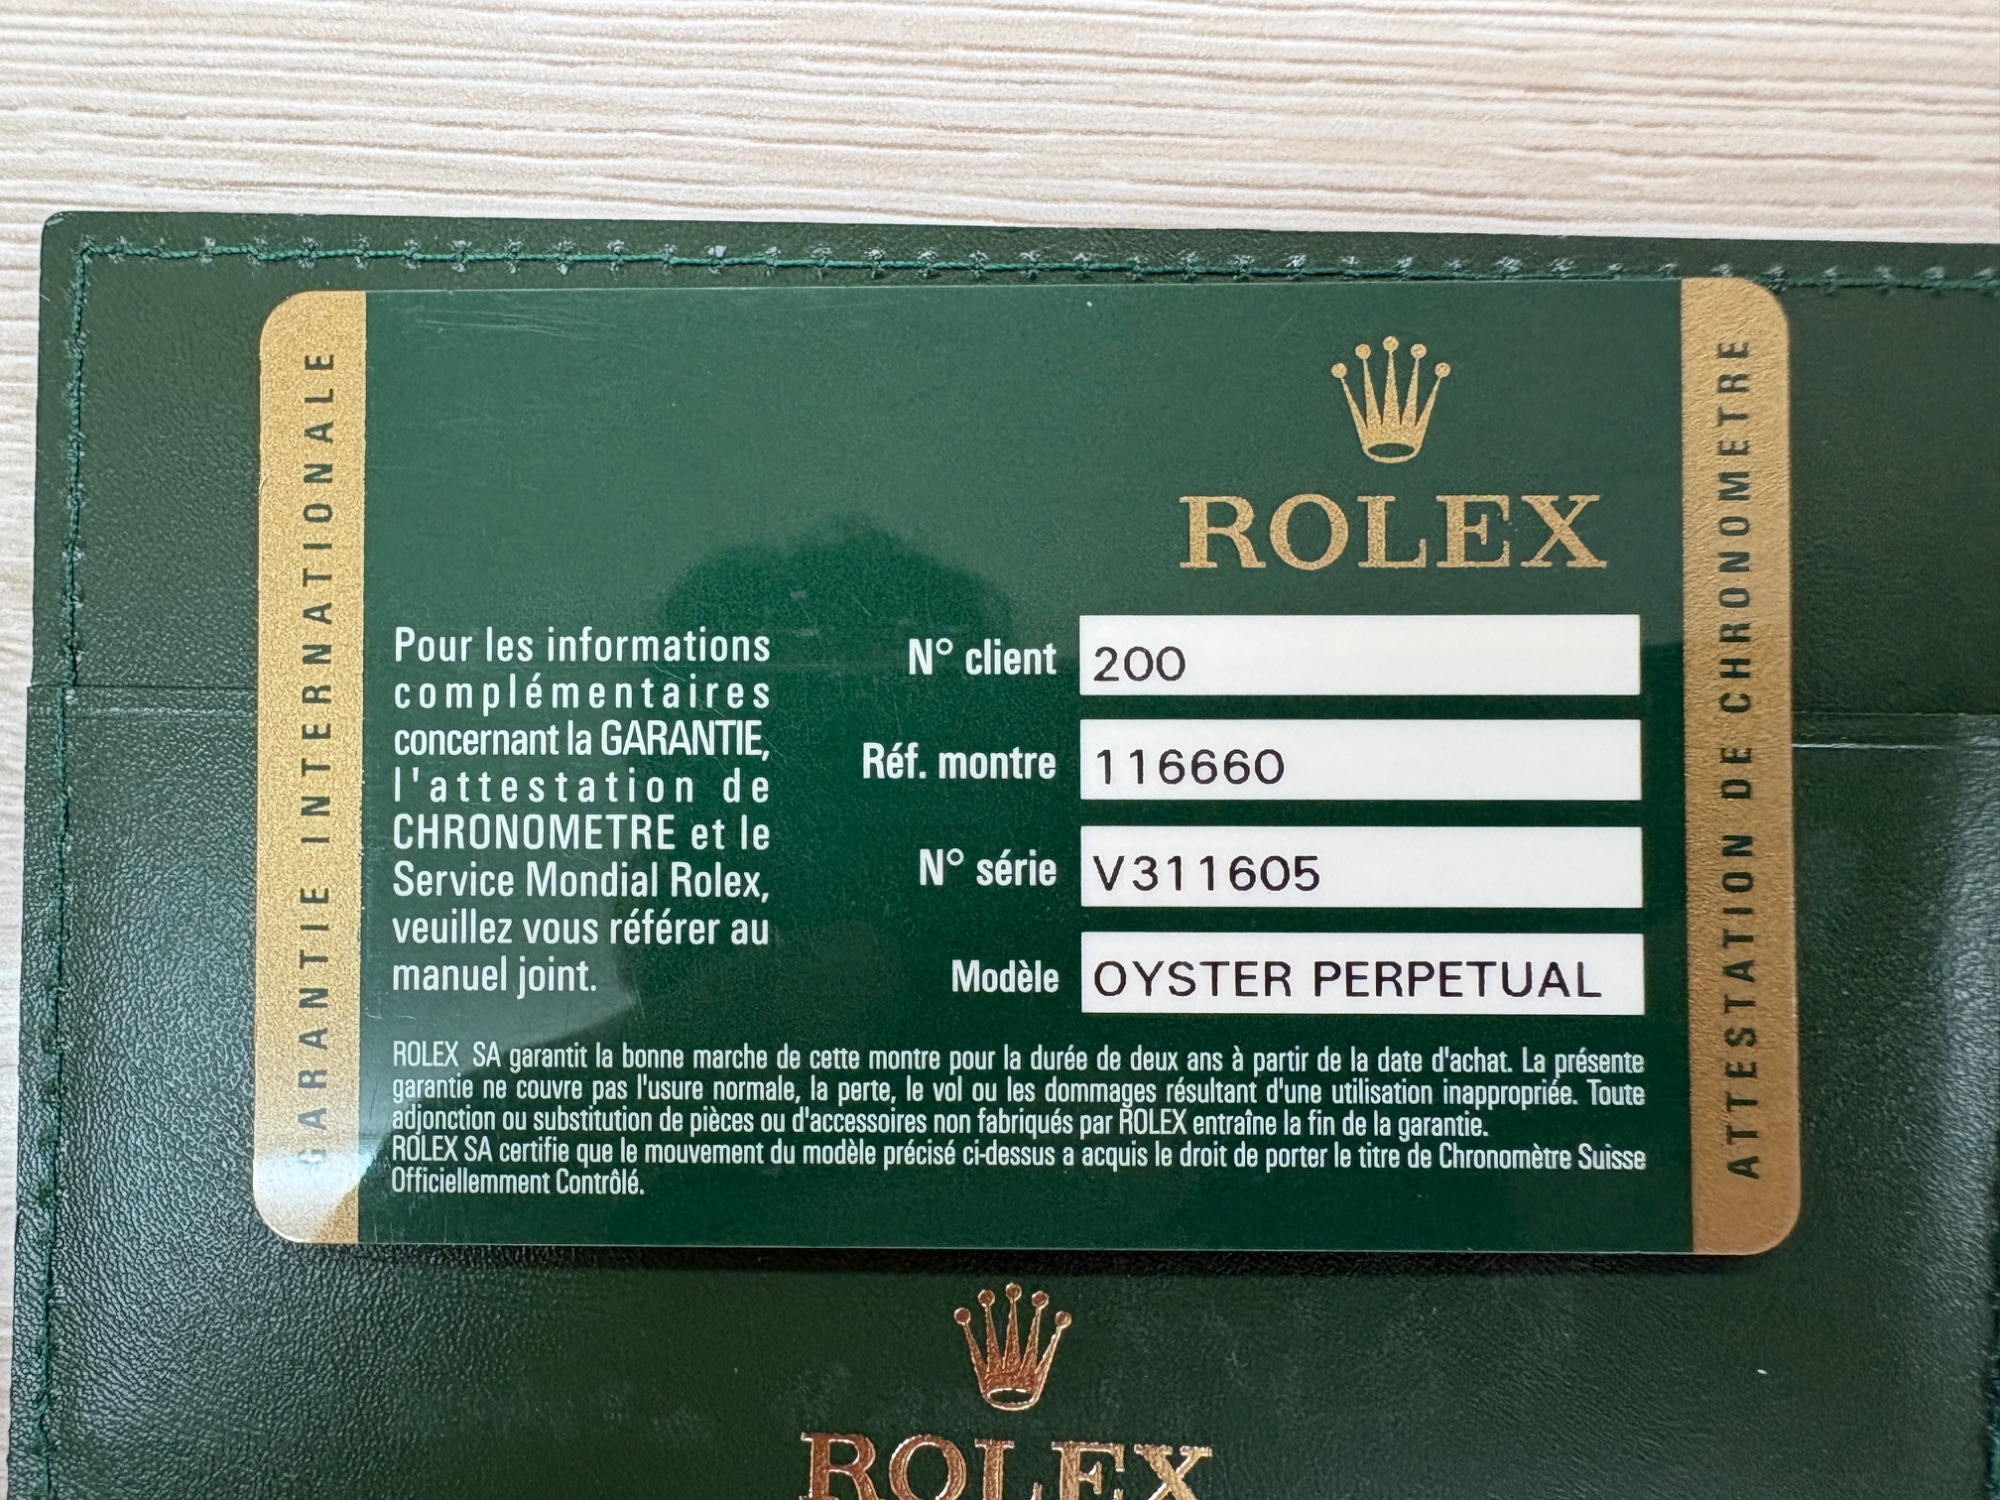 GARANTIE INTERNATIONALE
ROLEX
Pour les informations
complémentaires
concernant la GARANTIE,
l'attestation de
CHRONOMETRE et le
Service Mondial Rolex,
veuillez vous référer au
manuel joint.
N° client 200
Réf. montre 116660
N° série V311605
Modèle OYSTER PERPETUAL
ROLEX SA garantit la bonne marche de cette montre pour la durée de deux ans à partir de la date d'achat. La présente
garantie ne couvre pas l'usure normale, la perte, le vol ou les dommages résultant d'une utilisation inappropriée. Toute
adjonction ou substitution de pièces ou d'accessoires non fabriqués par ROLEX entraîne la fin de la garantie.
ROLEX SA certifie que le mouvement du modèle précisé ci-dessus a acquis le droit de porter le titre de Chronomètre Suisse
Officiellemment Contrôlé.
ATTESTATION DE CHRONOMETRE
ROLEX